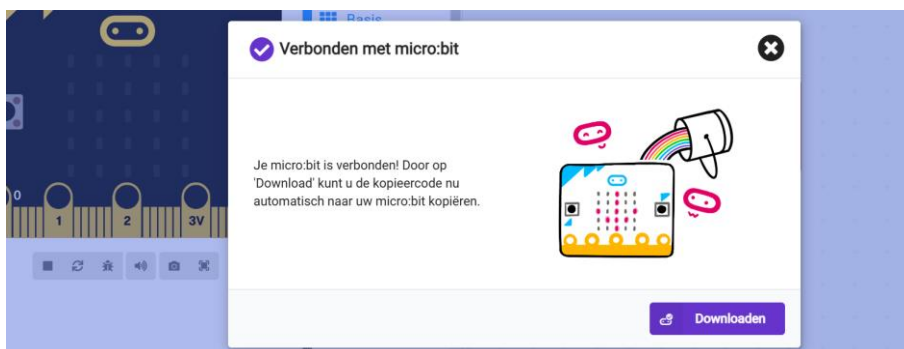 Basis
Verbonden met micro:bit
Je micro:bit is verbonden! Door op
'Download' kunt u de kopieercode nu
automatisch naar uw micro:bit kopiëren.
0
1 2 3V
Downloaden